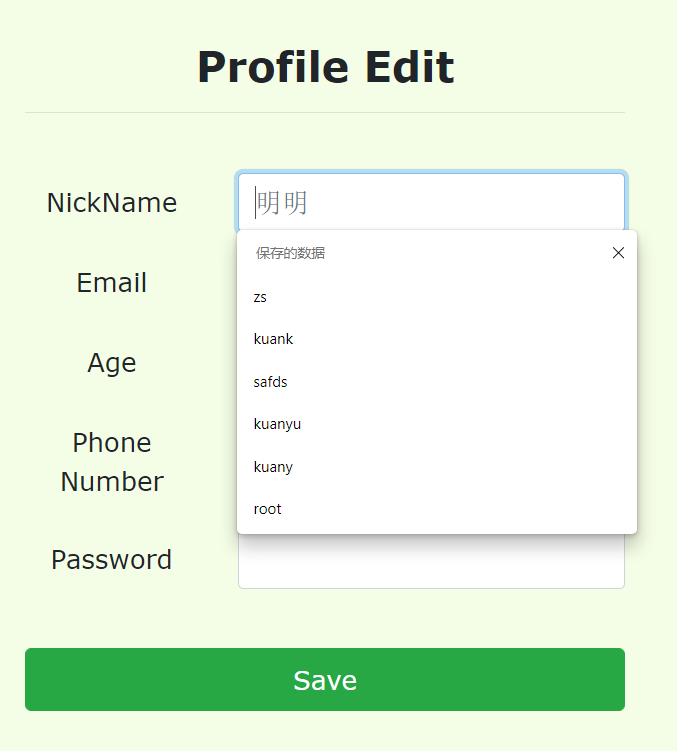 Profile Edit
NickName
明明
保存的数据
zs
kuank
safds
kuanyu
kuany
root
Email
Age
Phone
Number
Password
Save